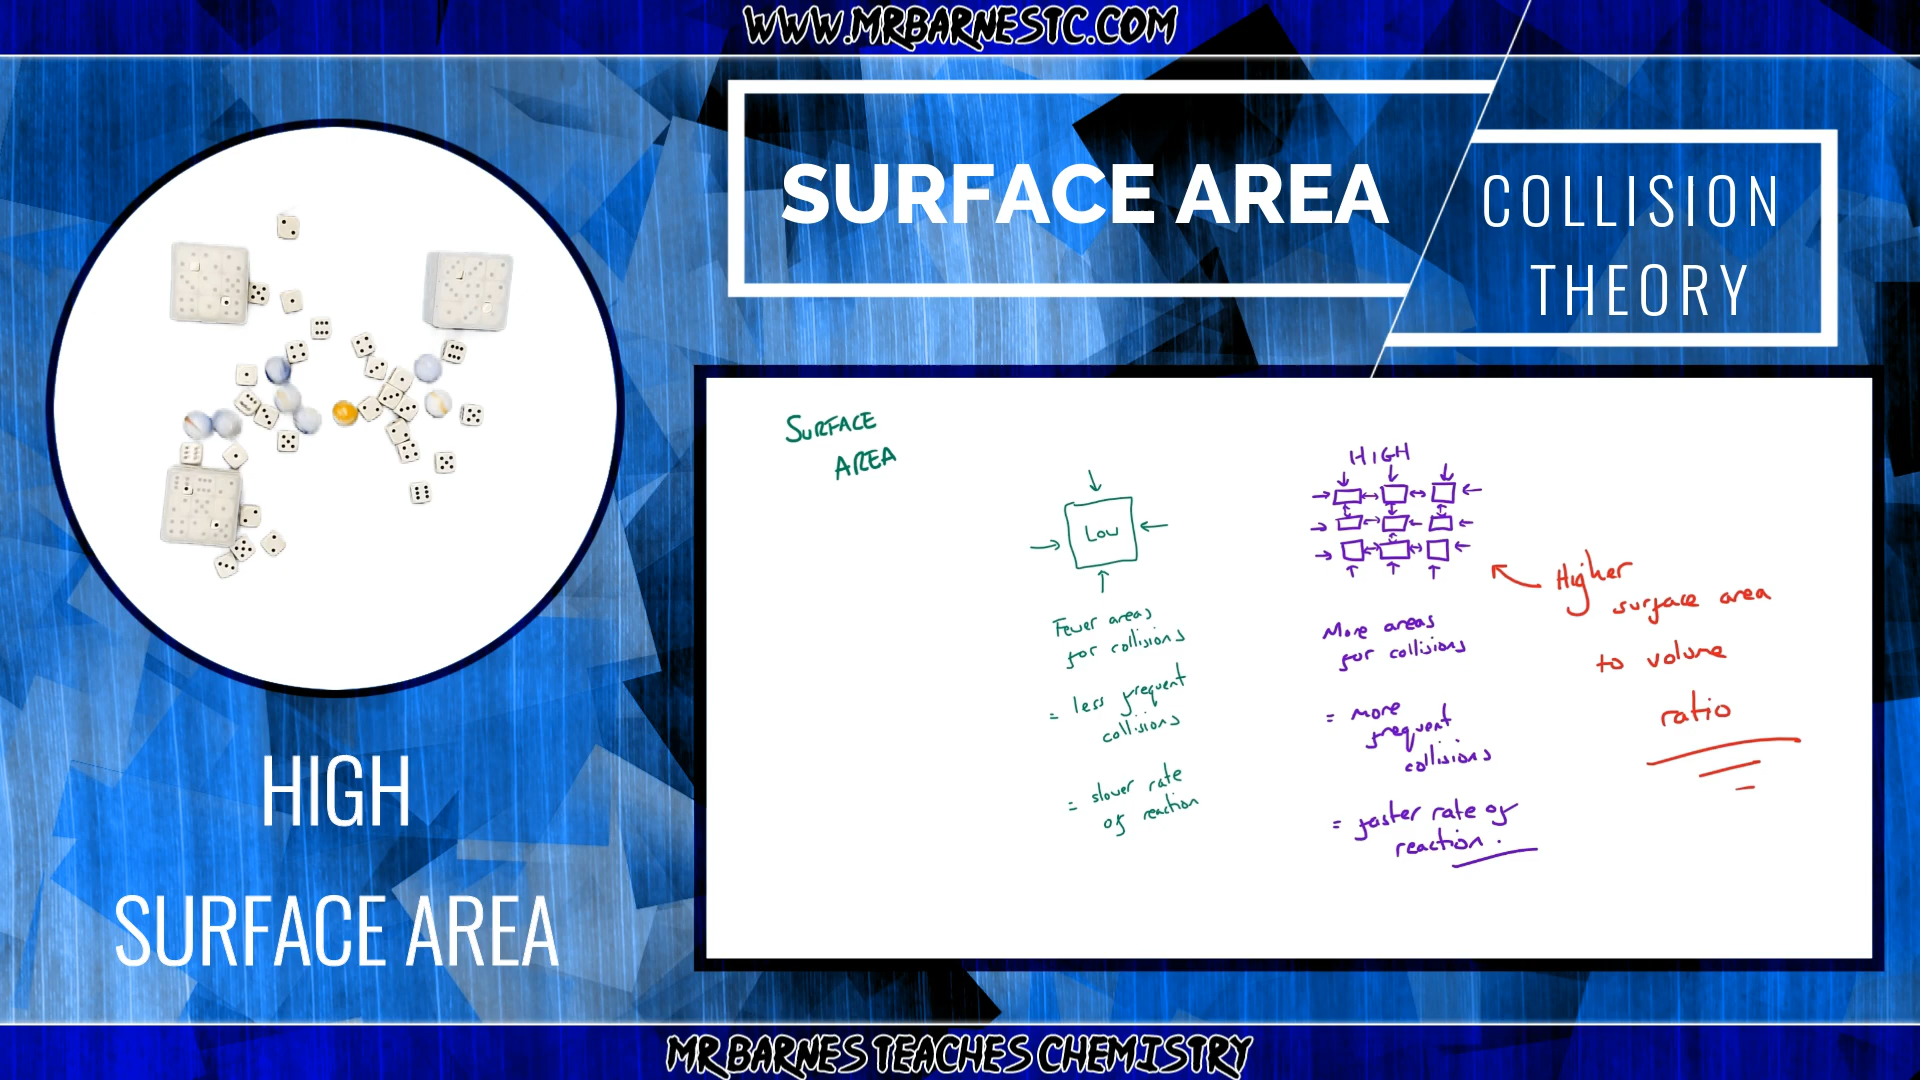 WWW.MRBARNESTC.COM
SURFACE AREA
COLLISION
THEORY
SURFACE
AREA
Low
Fewer areas
for collisions
= less frequent
collisions
= slower rate
of reaction
HIGH
More areas
for collisions
= more
frequent
collisions
= faster rate of
reaction.
Higher
surface area
to volume
ratio
HIGH
SURFACE AREA
MR BARNES TEACHES CHEMISTRY